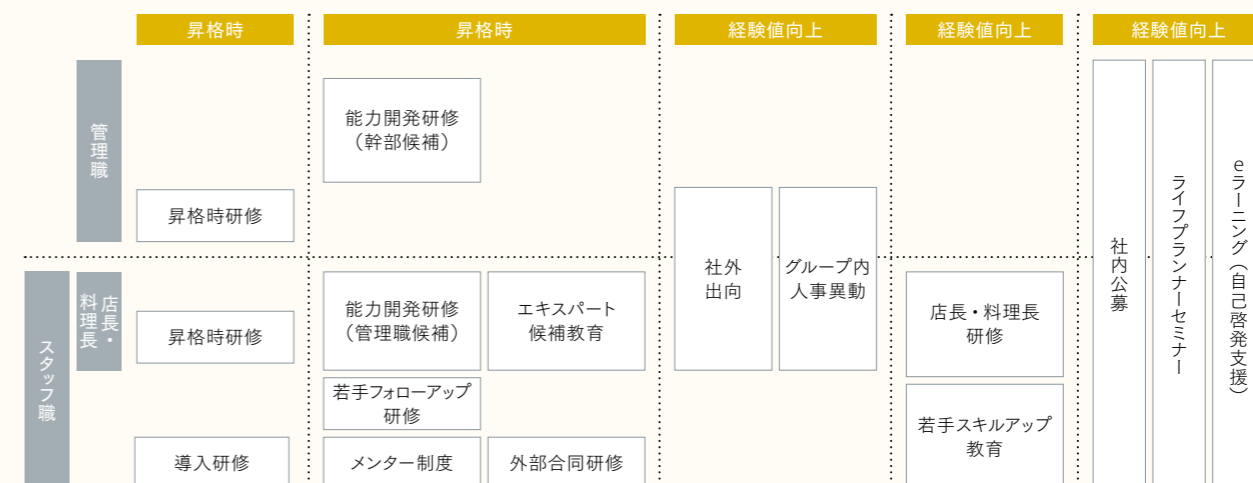 昇格時
昇格時
経験値向上
経験値向上
経験値向上
管理職
能力開発研修
（幹部候補）
昇格時研修
スタッフ職
店長・
料理長
昇格時研修
能力開発研修
（管理職候補）
エキスパート
候補教育
若手フォローアップ
研修
導入研修
メンター制度
外部合同研修
社外
出向
グループ内
人事異動
店長・料理長
研修
若手スキルアップ
教育
社内公募
ライフプランナーセミナー
eラーニング（自己啓発支援）